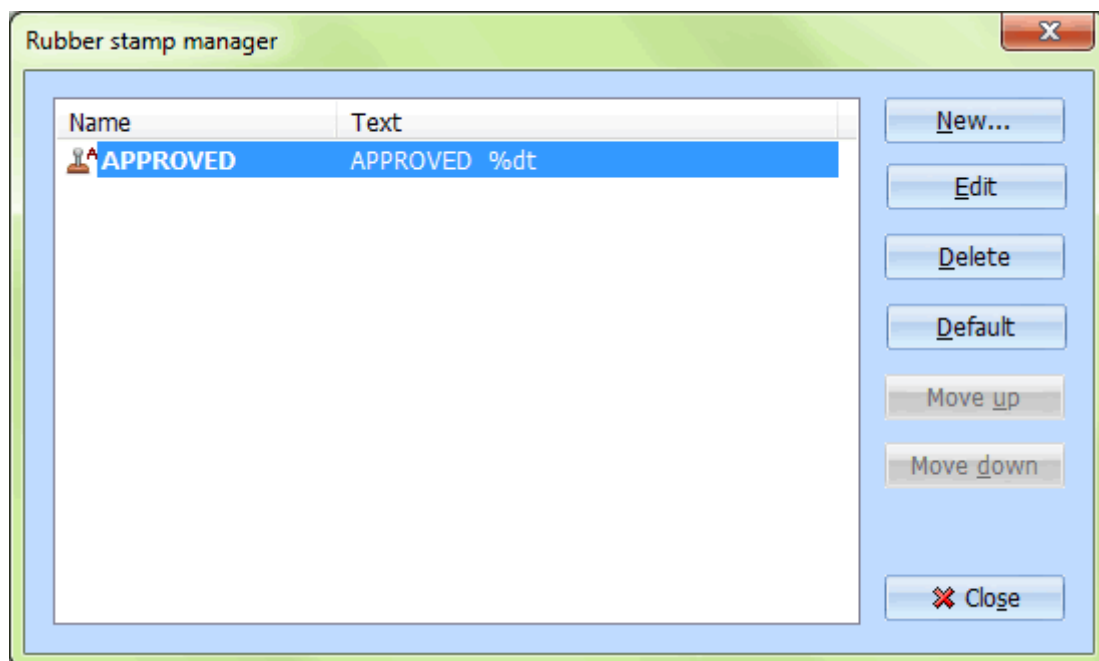 Rubber stamp manager
Name Text
APPROVED APPROVED %dt
New...
Edit
Delete
Default
Move up
Move down
Close